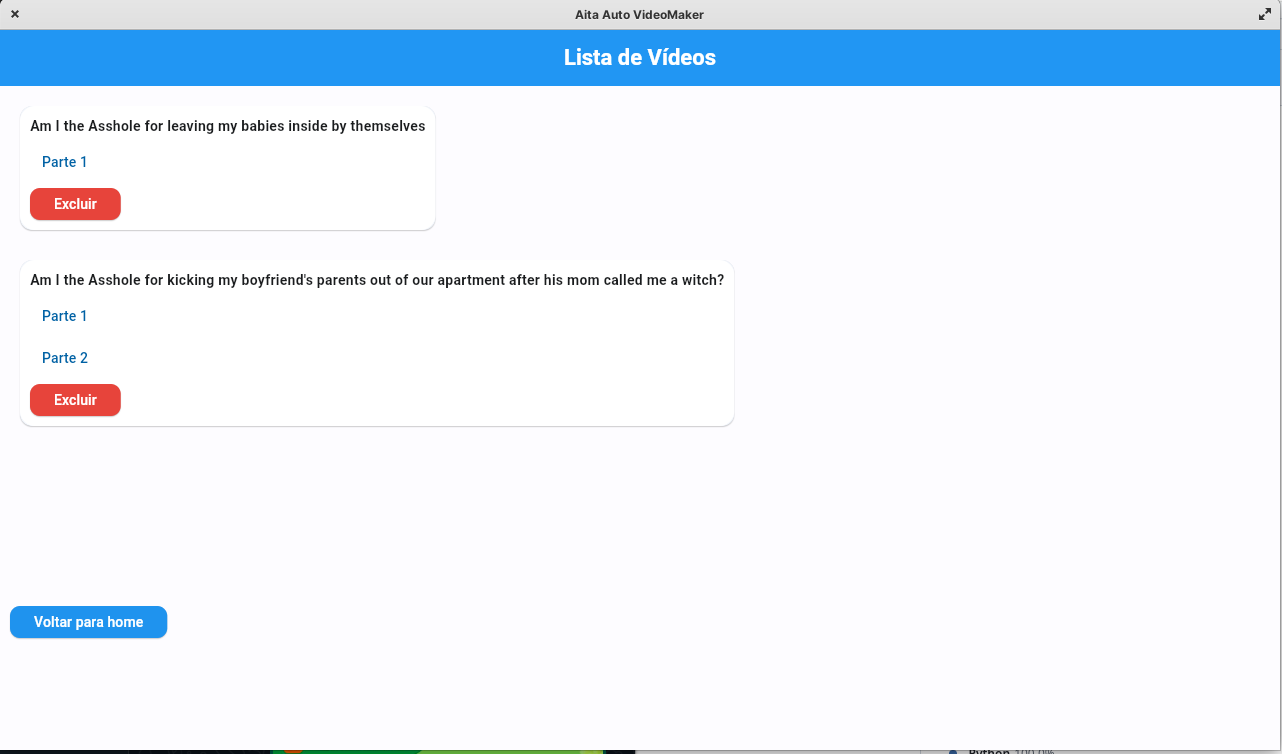 Aita Auto VideoMaker
Lista de Vídeos
Am I the Asshole for leaving my babies inside by themselves
Parte 1
Excluir
Am I the Asshole for kicking my boyfriend's parents out of our apartment after his mom called me a witch?
Parte 1
Parte 2
Excluir
Voltar para home
Python 100.0%